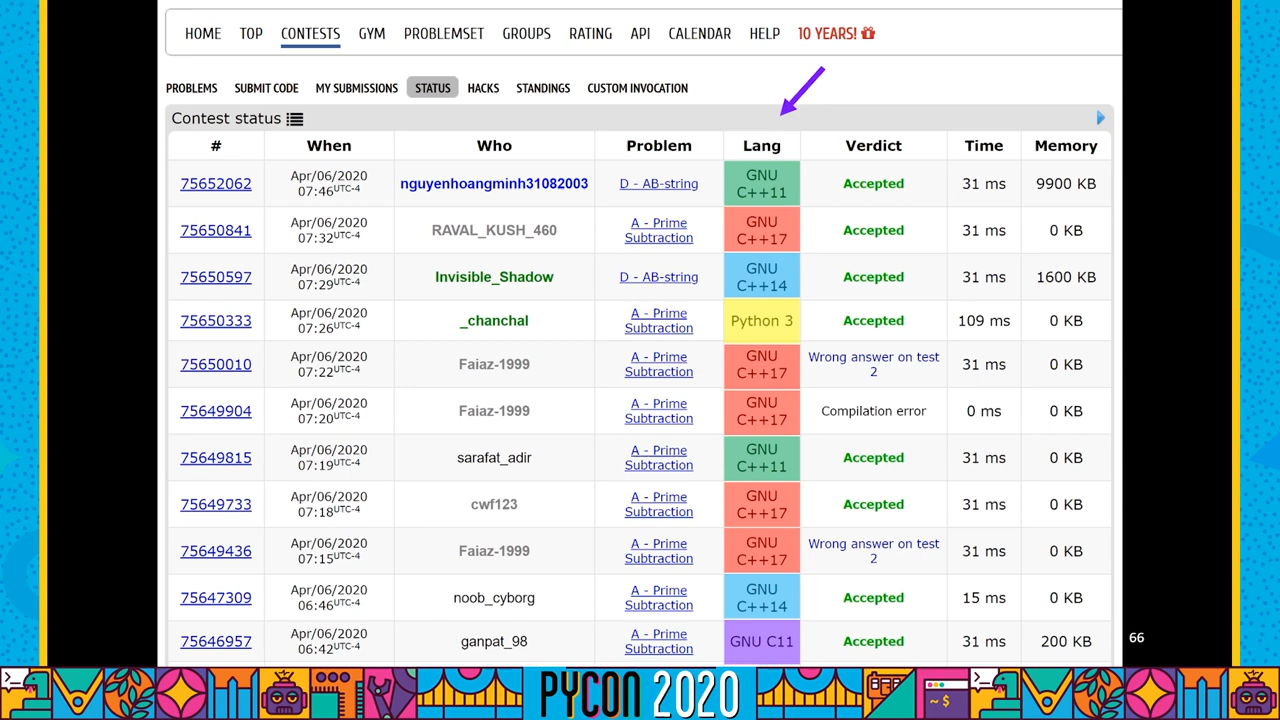 HOME TOP CONTESTS GYM PROBLEMSET GROUPS RATING API CALENDAR HELP 10 YEARS!
PROBLEMS SUBMIT CODE MY SUBMISSIONS STATUS HACKS STANDINGS CUSTOM INVOCATION
Contest status
# When Who Problem Lang Verdict Time Memory
75652062 Apr/06/2020 07:46UTC-4 nguyenhoangminh31082003 D - AB-string GNU C++11 Accepted 31 ms 9900 KB
75650841 Apr/06/2020 07:32UTC-4 RAVAL_KUSH_460 A - Prime Subtraction GNU C++17 Accepted 31 ms 0 KB
75650597 Apr/06/2020 07:29UTC-4 Invisible_Shadow D - AB-string GNU C++14 Accepted 31 ms 1600 KB
75650333 Apr/06/2020 07:26UTC-4 _chanchal A - Prime Subtraction Python 3 Accepted 109 ms 0 KB
75650010 Apr/06/2020 07:22UTC-4 Faiaz-1999 A - Prime Subtraction GNU C++17 Wrong answer on test 2 31 ms 0 KB
75649904 Apr/06/2020 07:20UTC-4 Faiaz-1999 A - Prime Subtraction GNU C++17 Compilation error 0 ms 0 KB
75649815 Apr/06/2020 07:19UTC-4 sarafat_adir A - Prime Subtraction GNU C++11 Accepted 31 ms 0 KB
75649733 Apr/06/2020 07:18UTC-4 cwf123 A - Prime Subtraction GNU C++17 Accepted 31 ms 0 KB
75649436 Apr/06/2020 07:15UTC-4 Faiaz-1999 A - Prime Subtraction GNU C++17 Wrong answer on test 2 31 ms 0 KB
75647309 Apr/06/2020 06:46UTC-4 noob_cyborg A - Prime Subtraction GNU C++14 Accepted 15 ms 0 KB
75646957 Apr/06/2020 06:42UTC-4 ganpat_98 A - Prime Subtraction GNU C11 Accepted 31 ms 200 KB
66
PYCON 2020
~ $